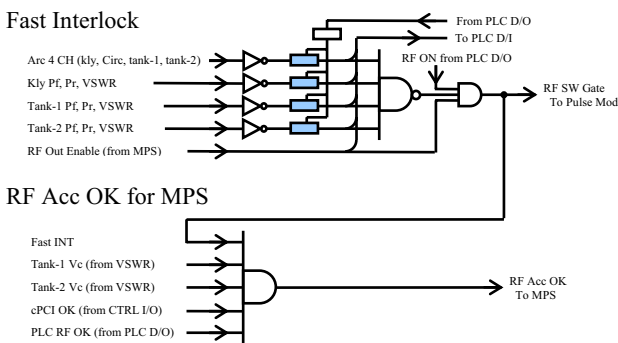 Fast Interlock
From PLC D/O
To PLC D/I
Arc 4 CH (kly, Circ, tank-1, tank-2)
RF ON from PLC D/O
Kly Pf, Pr, VSWR
RF SW Gate
To Pulse Mod
Tank-1 Pf, Pr, VSWR
Tank-2 Pf, Pr, VSWR
RF Out Enable (from MPS)
RF Acc OK for MPS
Fast INT
Tank-1 Vc (from VSWR)
Tank-2 Vc (from VSWR)
RF Acc OK
To MPS
cPCI OK (from CTRL I/O)
PLC RF OK (from PLC D/O)